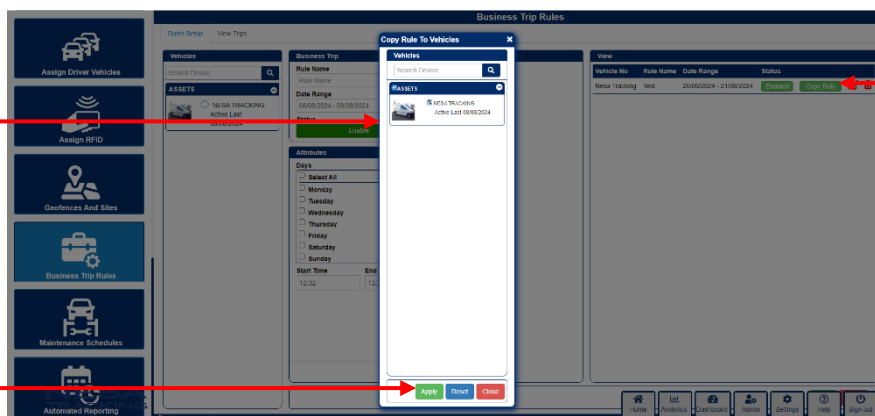 Business Trip Rules
Assign Driver Vehicles
Assign RFID
Geofences And Sites
Business Trip Rules
Maintenance Schedules
Automated Reporting
Rules Setup View Trips
Vehicles
Search Device
ASSETS
NESA TRACKING
Active Last
08/08/2024
Business Trip
Rule Name
Rule Name
Date Range
08/08/2024 - 09/08/2024
Status
Enable
Attributes
Days
Select All
Monday
Tuesday
Wednesday
Thursday
Friday
Saturday
Sunday
Start Time End
12:32
Copy Rule To Vehicles ×
Vehicles
Search Device
ASSETS
NESA TRACKING
Active Last 08/08/2024
Apply Reset Close
View
Vehicle No Rule Name Date Range Status
Nesa Tracking Test 20/08/2024 - 21/08/2024 Enabled Copy Rule
Home Analytics Dashboard Admin Settings Help Sign out